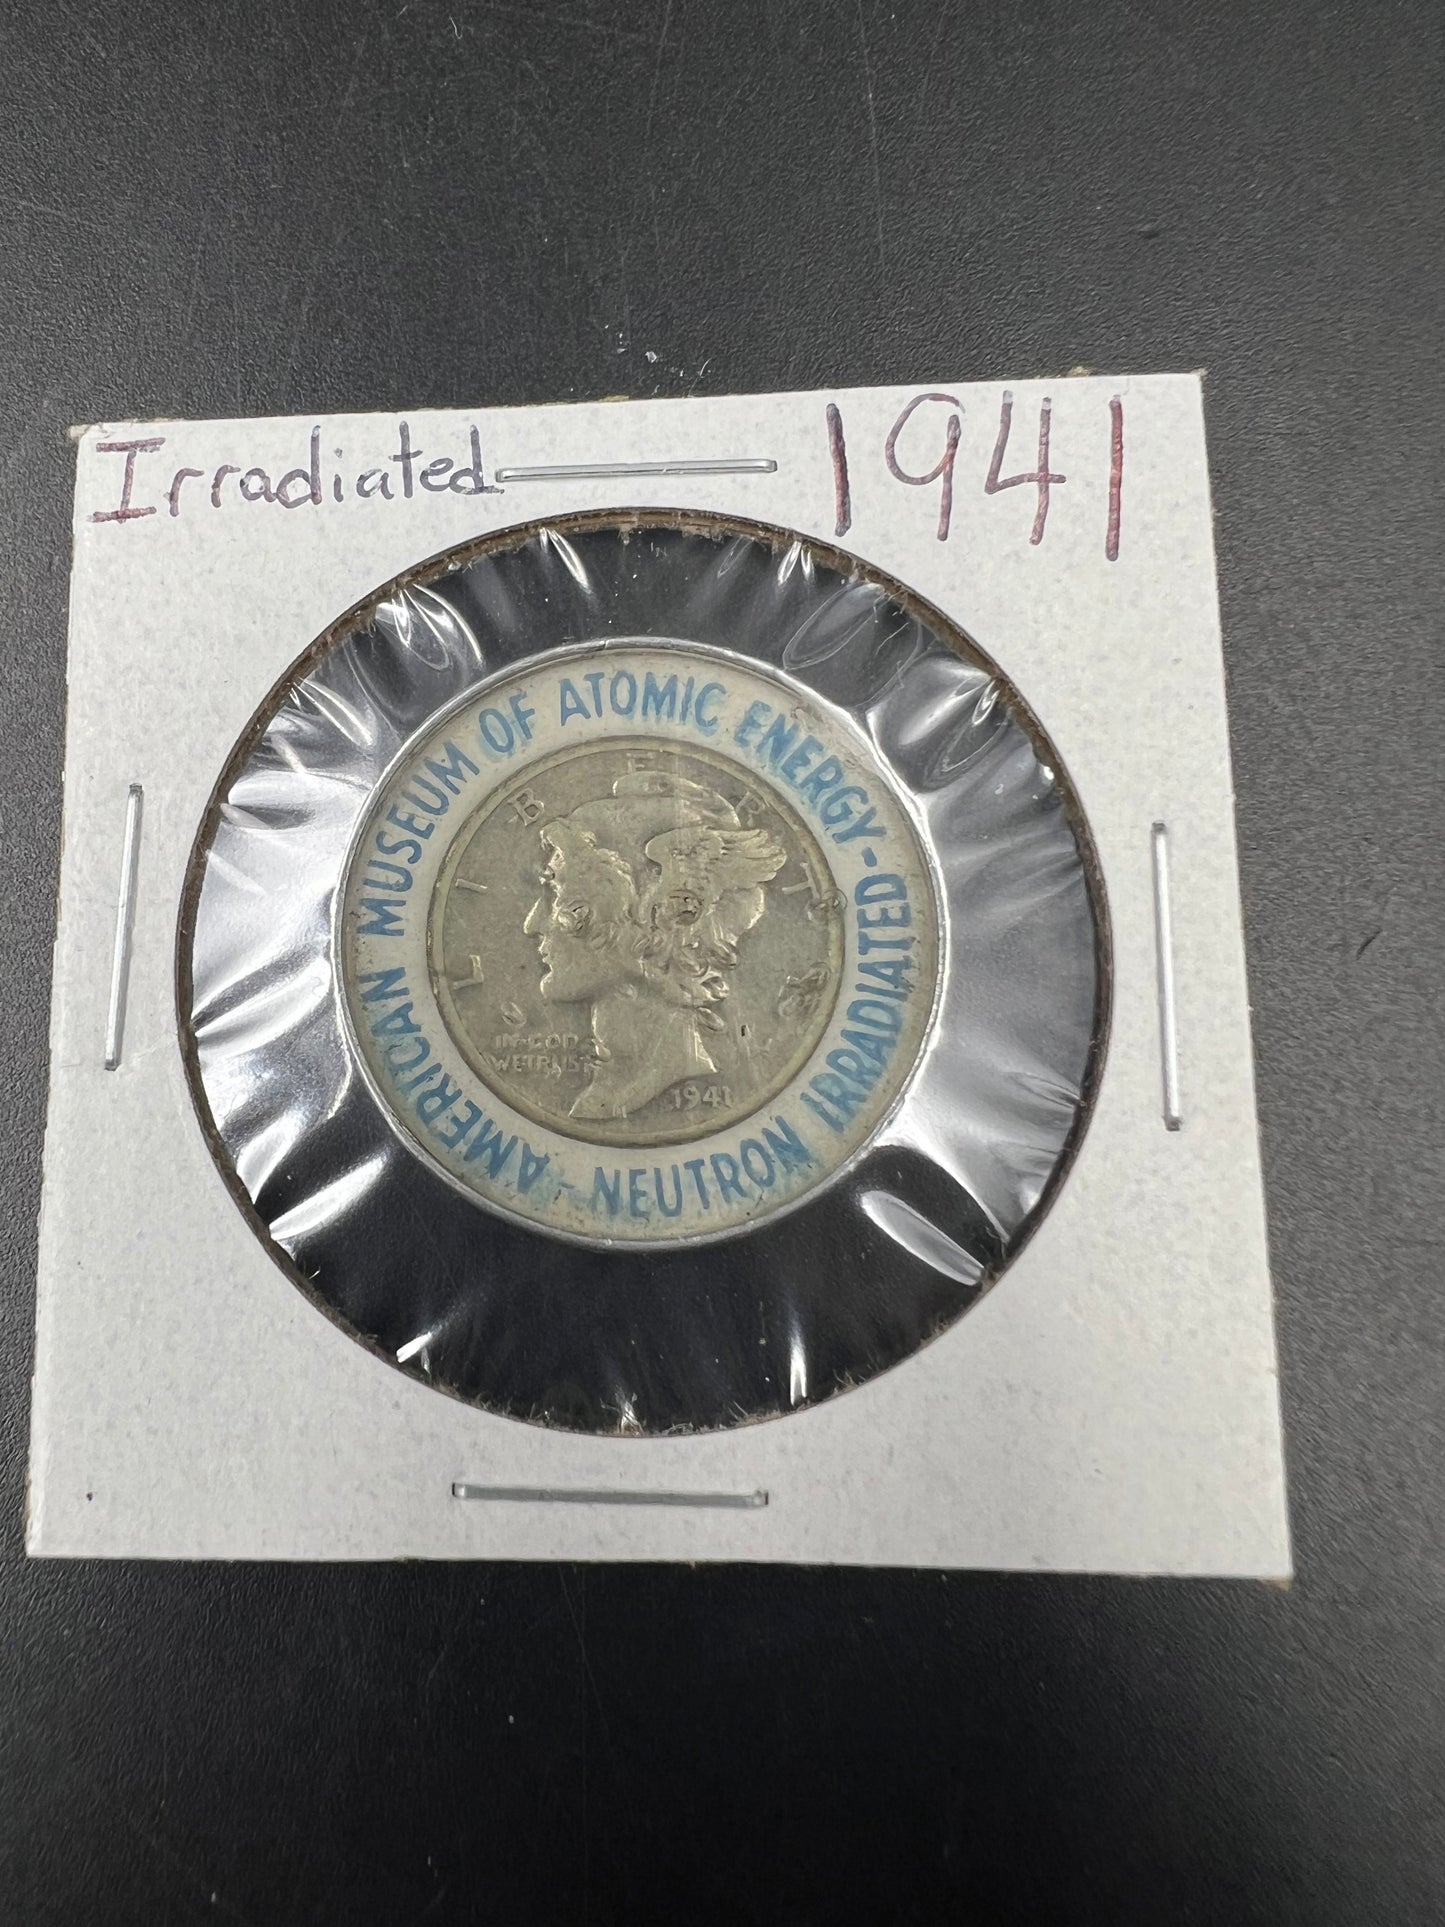 Irradiated 1941
AMERICAN MUSEUM OF ATOMIC ENERGY - NEUTRON IRRADIATED -
LIBERTY
IN GOD
WE TRUST
1941